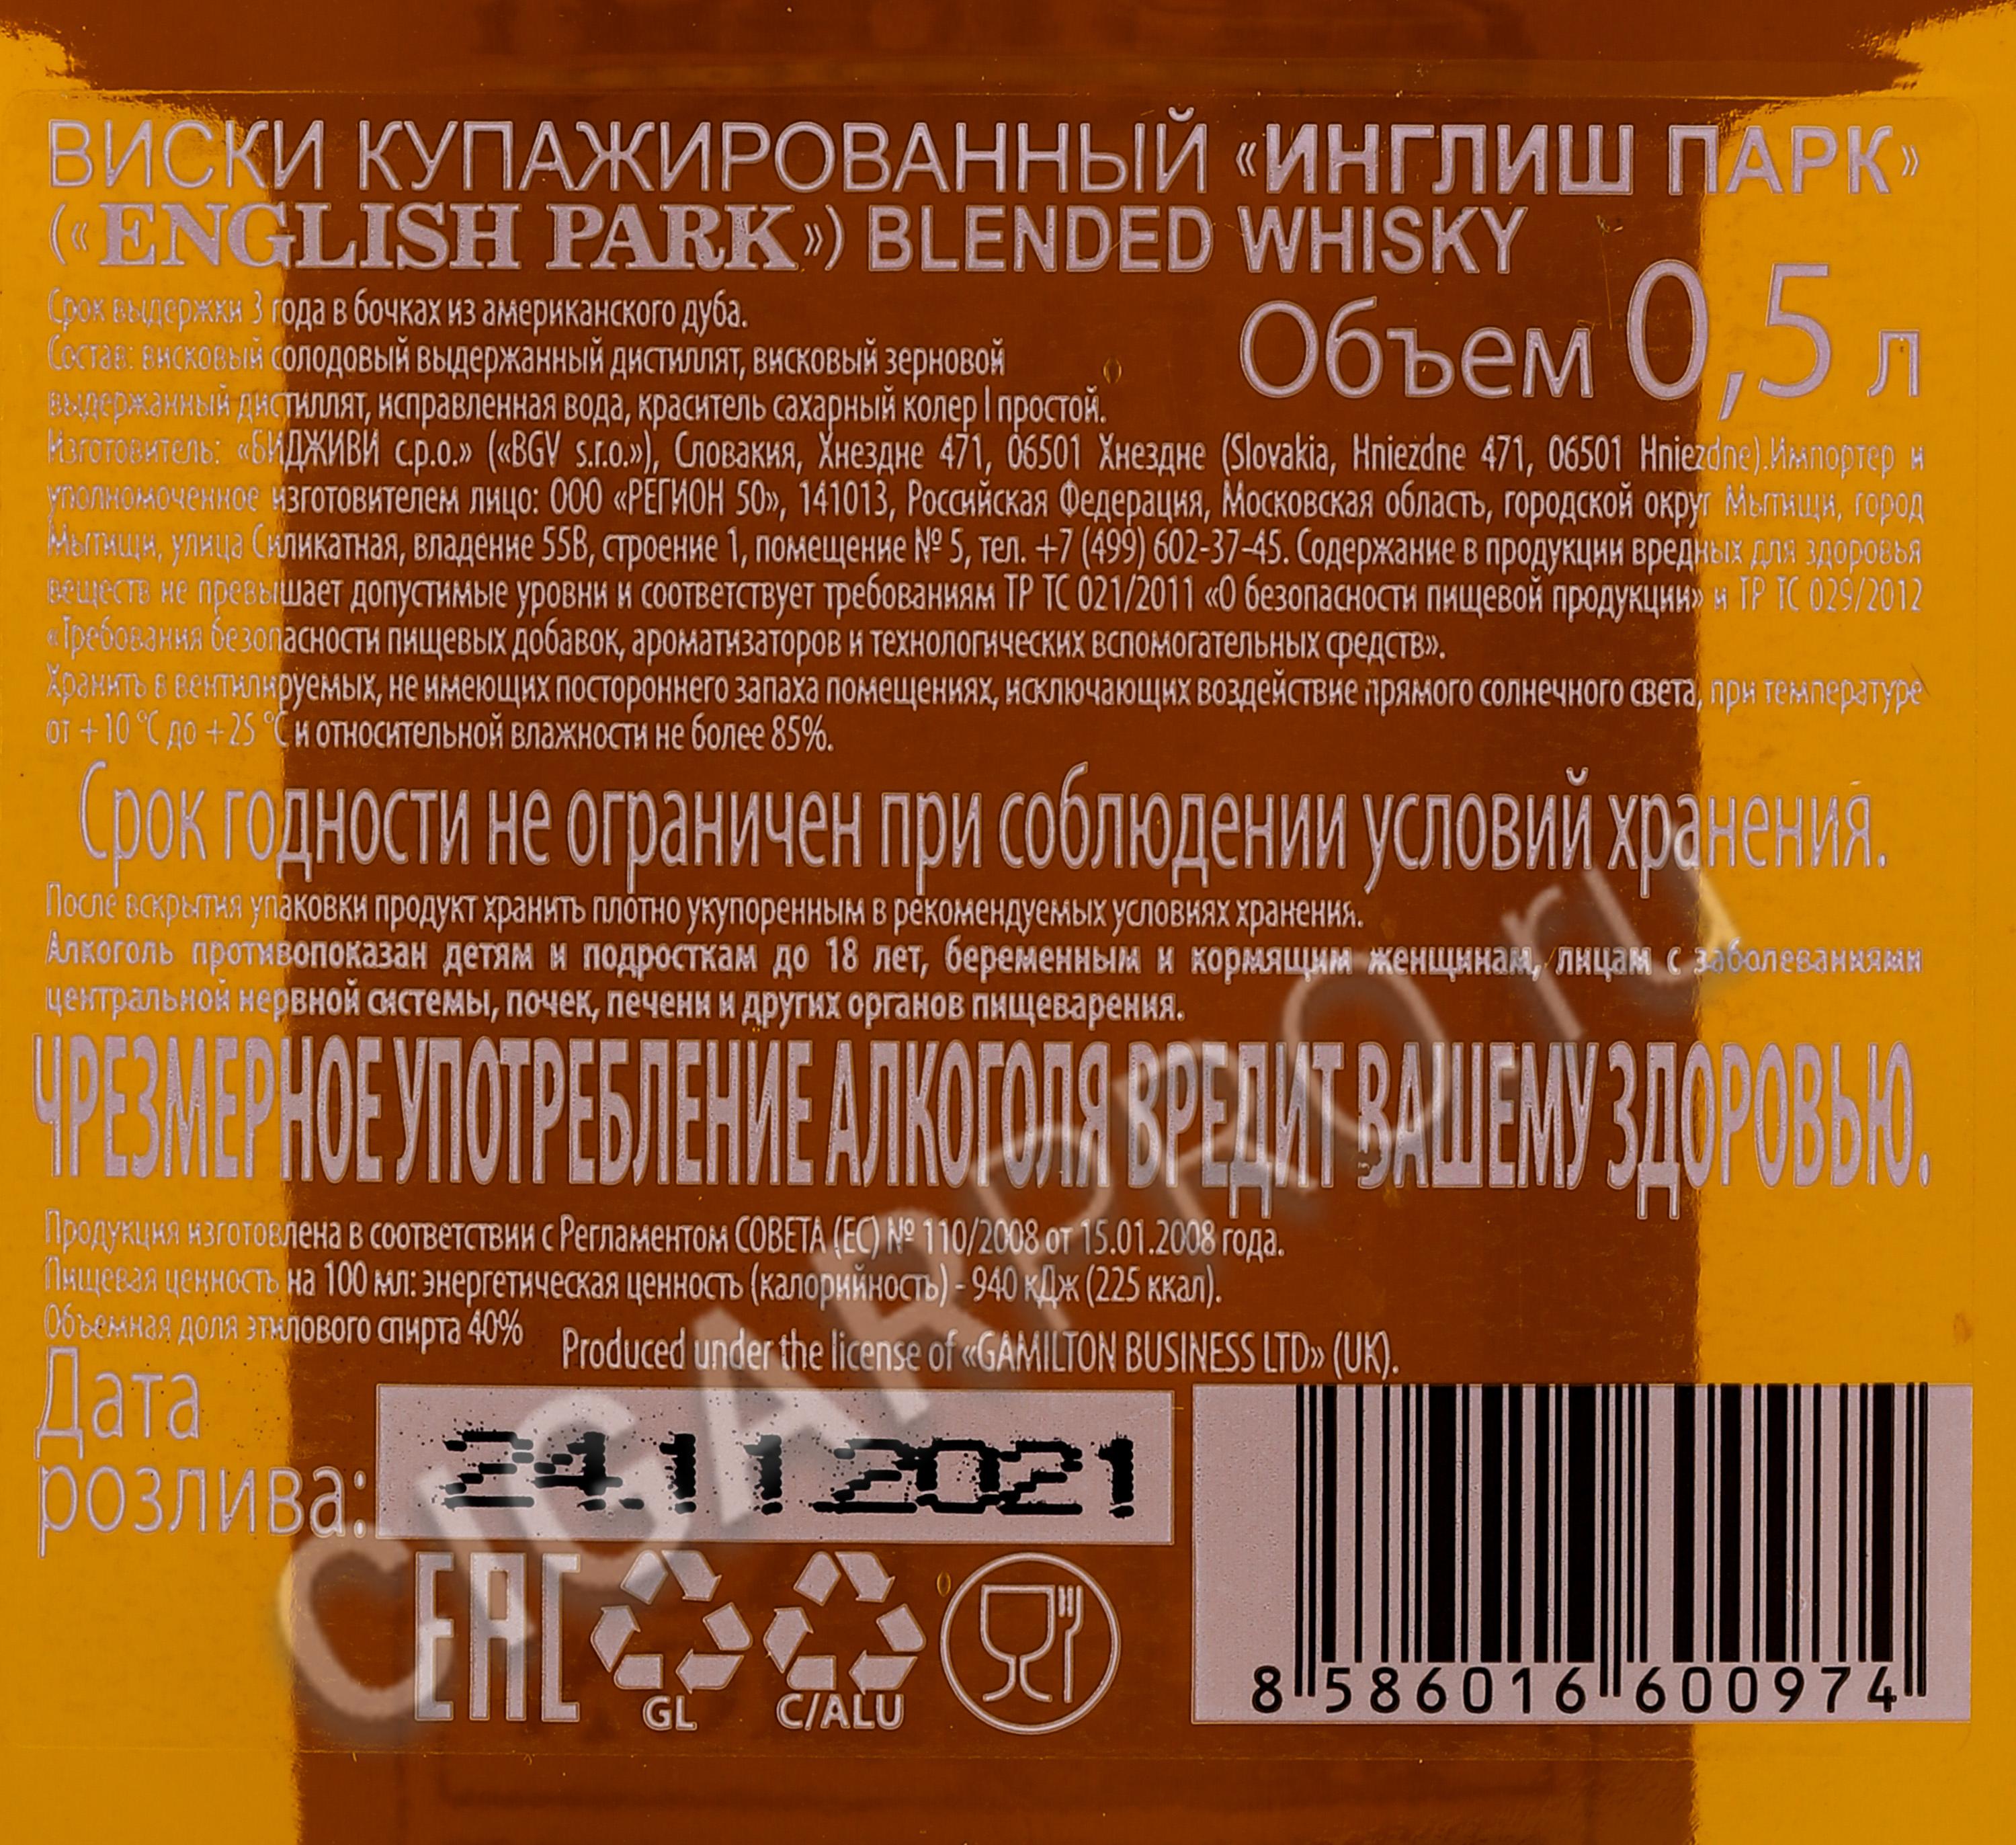 ВИСКИ КУПАЖИРОВАННЫЙ «ИНГЛИШ ПАРК»
(«ENGLISH PARK») BLENDED WHISKY
Срок выдержки 3 года в бочках из американского дуба.
Состав: висковый солодовый выдержанный дистиллят, висковый зерновой
выдержанный дистиллят, исправленная вода, краситель сахарный колер I простой.
Объем 0,5 л
Изготовитель: «БИДЖИВИ с.р.о.» («BGV s.r.o.»), Словакия, Хнездне 471, 06501 Хнездне (Slovakia, Hniezdne 471, 06501 Hniezdne).Импортер и
уполномоченное изготовителем лицо: ООО «РЕГИОН 50», 141013, Российская Федерация, Московская область, городской округ Мытищи, город
Мытищи, улица Силикатная, владение 55В, строение 1, помещение № 5, тел. +7 (499) 602-37-45. Содержание в продукции вредных для здоровья
веществ не превышает допустимые уровни и соответствует требованиям ТР ТС 021/2011 «О безопасности пищевой продукции» и ТР ТС 029/2012
«Требования безопасности пищевых добавок, ароматизаторов и технологических вспомогательных средств».
Хранить в вентилируемых, не имеющих постороннего запаха помещениях, исключающих воздействие прямого солнечного света, при температуре
от +10 °С до +25 °С и относительной влажности не более 85%.
Срок годности не ограничен при соблюдении условий хранения.
После вскрытия упаковки продукт хранить плотно укупоренным в рекомендуемых условиях хранения.
Алкоголь противопоказан детям и подросткам до 18 лет, беременным и кормящим женщинам, лицам с заболеваниями
центральной нервной системы, почек, печени и других органов пищеварения.
ЧРЕЗМЕРНОЕ УПОТРЕБЛЕНИЕ АЛКОГОЛЯ ВРЕДИТ ВАШЕМУ ЗДОРОВЬЮ.
Продукция изготовлена в соответствии с Регламентом СОВЕТА (ЕС) № 110/2008 от 15.01.2008 года.
Пищевая ценность на 100 мл: энергетическая ценность (калорийность) - 940 кДж (225 ккал).
Объемная доля этилового спирта 40%
Produced under the license of «GAMILTON BUSINESS LTD» (UK).
Дата
розлива:
24.11 2021
EAC
GL
C/ALU
8 586016 600974
CIGARPRO.ru